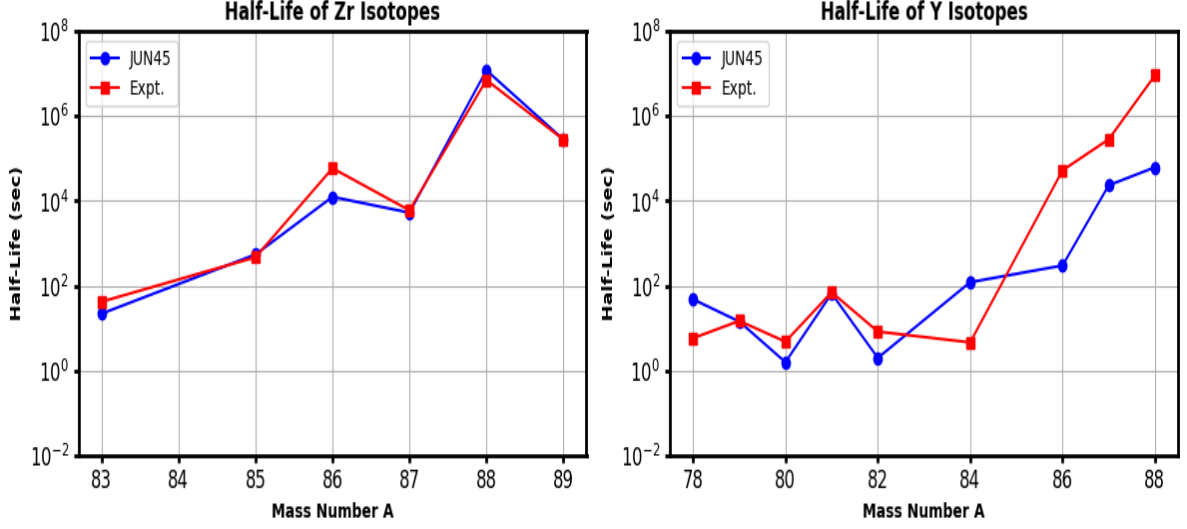 Half-Life of Zr Isotopes
JUN45
Expt.
Half-Life (sec)
10^8
10^6
10^4
10^2
10^0
10^-2
83 84 85 86 87 88 89
Mass Number A
Half-Life of Y Isotopes
JUN45
Expt.
Half-Life (sec)
10^8
10^6
10^4
10^2
10^0
10^-2
78 80 82 84 86 88
Mass Number A